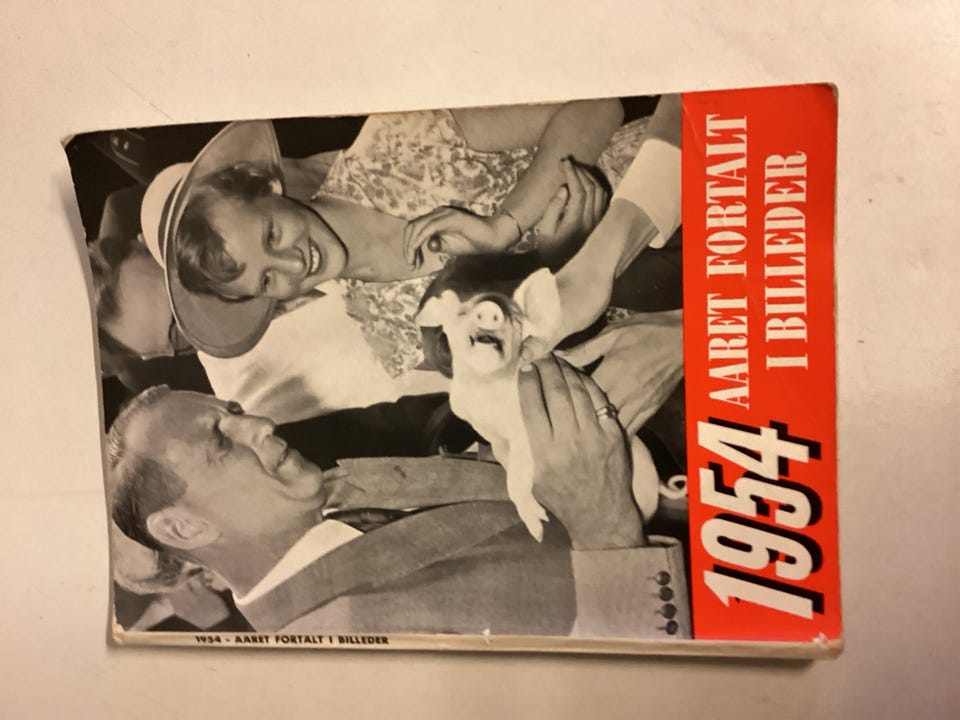 1954 AARET FORTALT
I BILLEDER
1954 - AARET FORTALT I BILLEDER